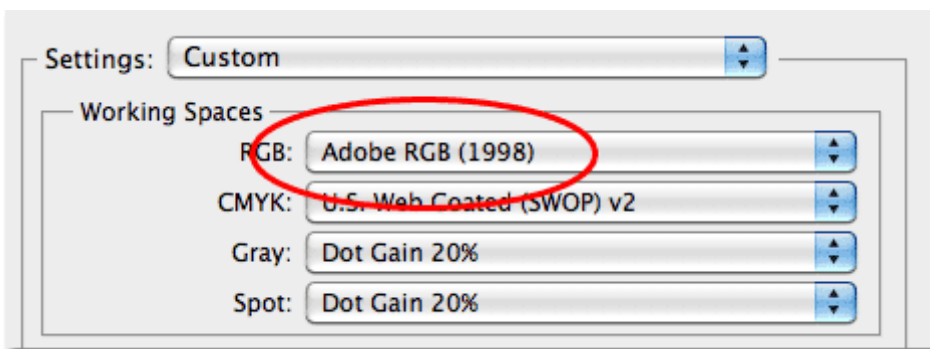 Settings: Custom
Working Spaces
RGB: Adobe RGB (1998)
CMYK: U.S. Web Coated (SWOP) v2
Gray: Dot Gain 20%
Spot: Dot Gain 20%